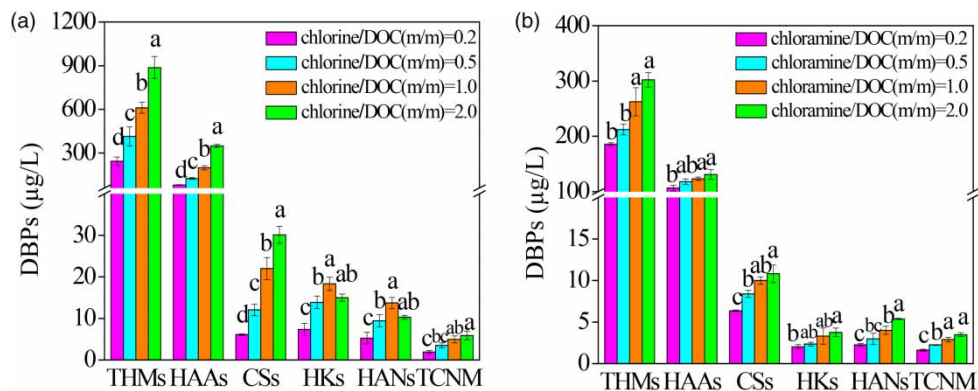 (a)
1200
900
600
300
30
20
10
0
DBPs (µg/L)
chlorine/DOC(m/m)=0.2
chlorine/DOC(m/m)=0.5
chlorine/DOC(m/m)=1.0
chlorine/DOC(m/m)=2.0
d c b a
d c b a
d c b a
c b a ab
c b a ab
c bc ab a
THMs HAAs CSs HKs HANs TCNM
(b)
400
300
200
100
15
10
5
0
DBPs (µg/L)
chloramine/DOC(m/m)=0.2
chloramine/DOC(m/m)=0.5
chloramine/DOC(m/m)=1.0
chloramine/DOC(m/m)=2.0
b b a a
b ab a a
c b ab a
b ab a a
c bc b a
c b a a
THMs HAAs CSs HKs HANs TCNM